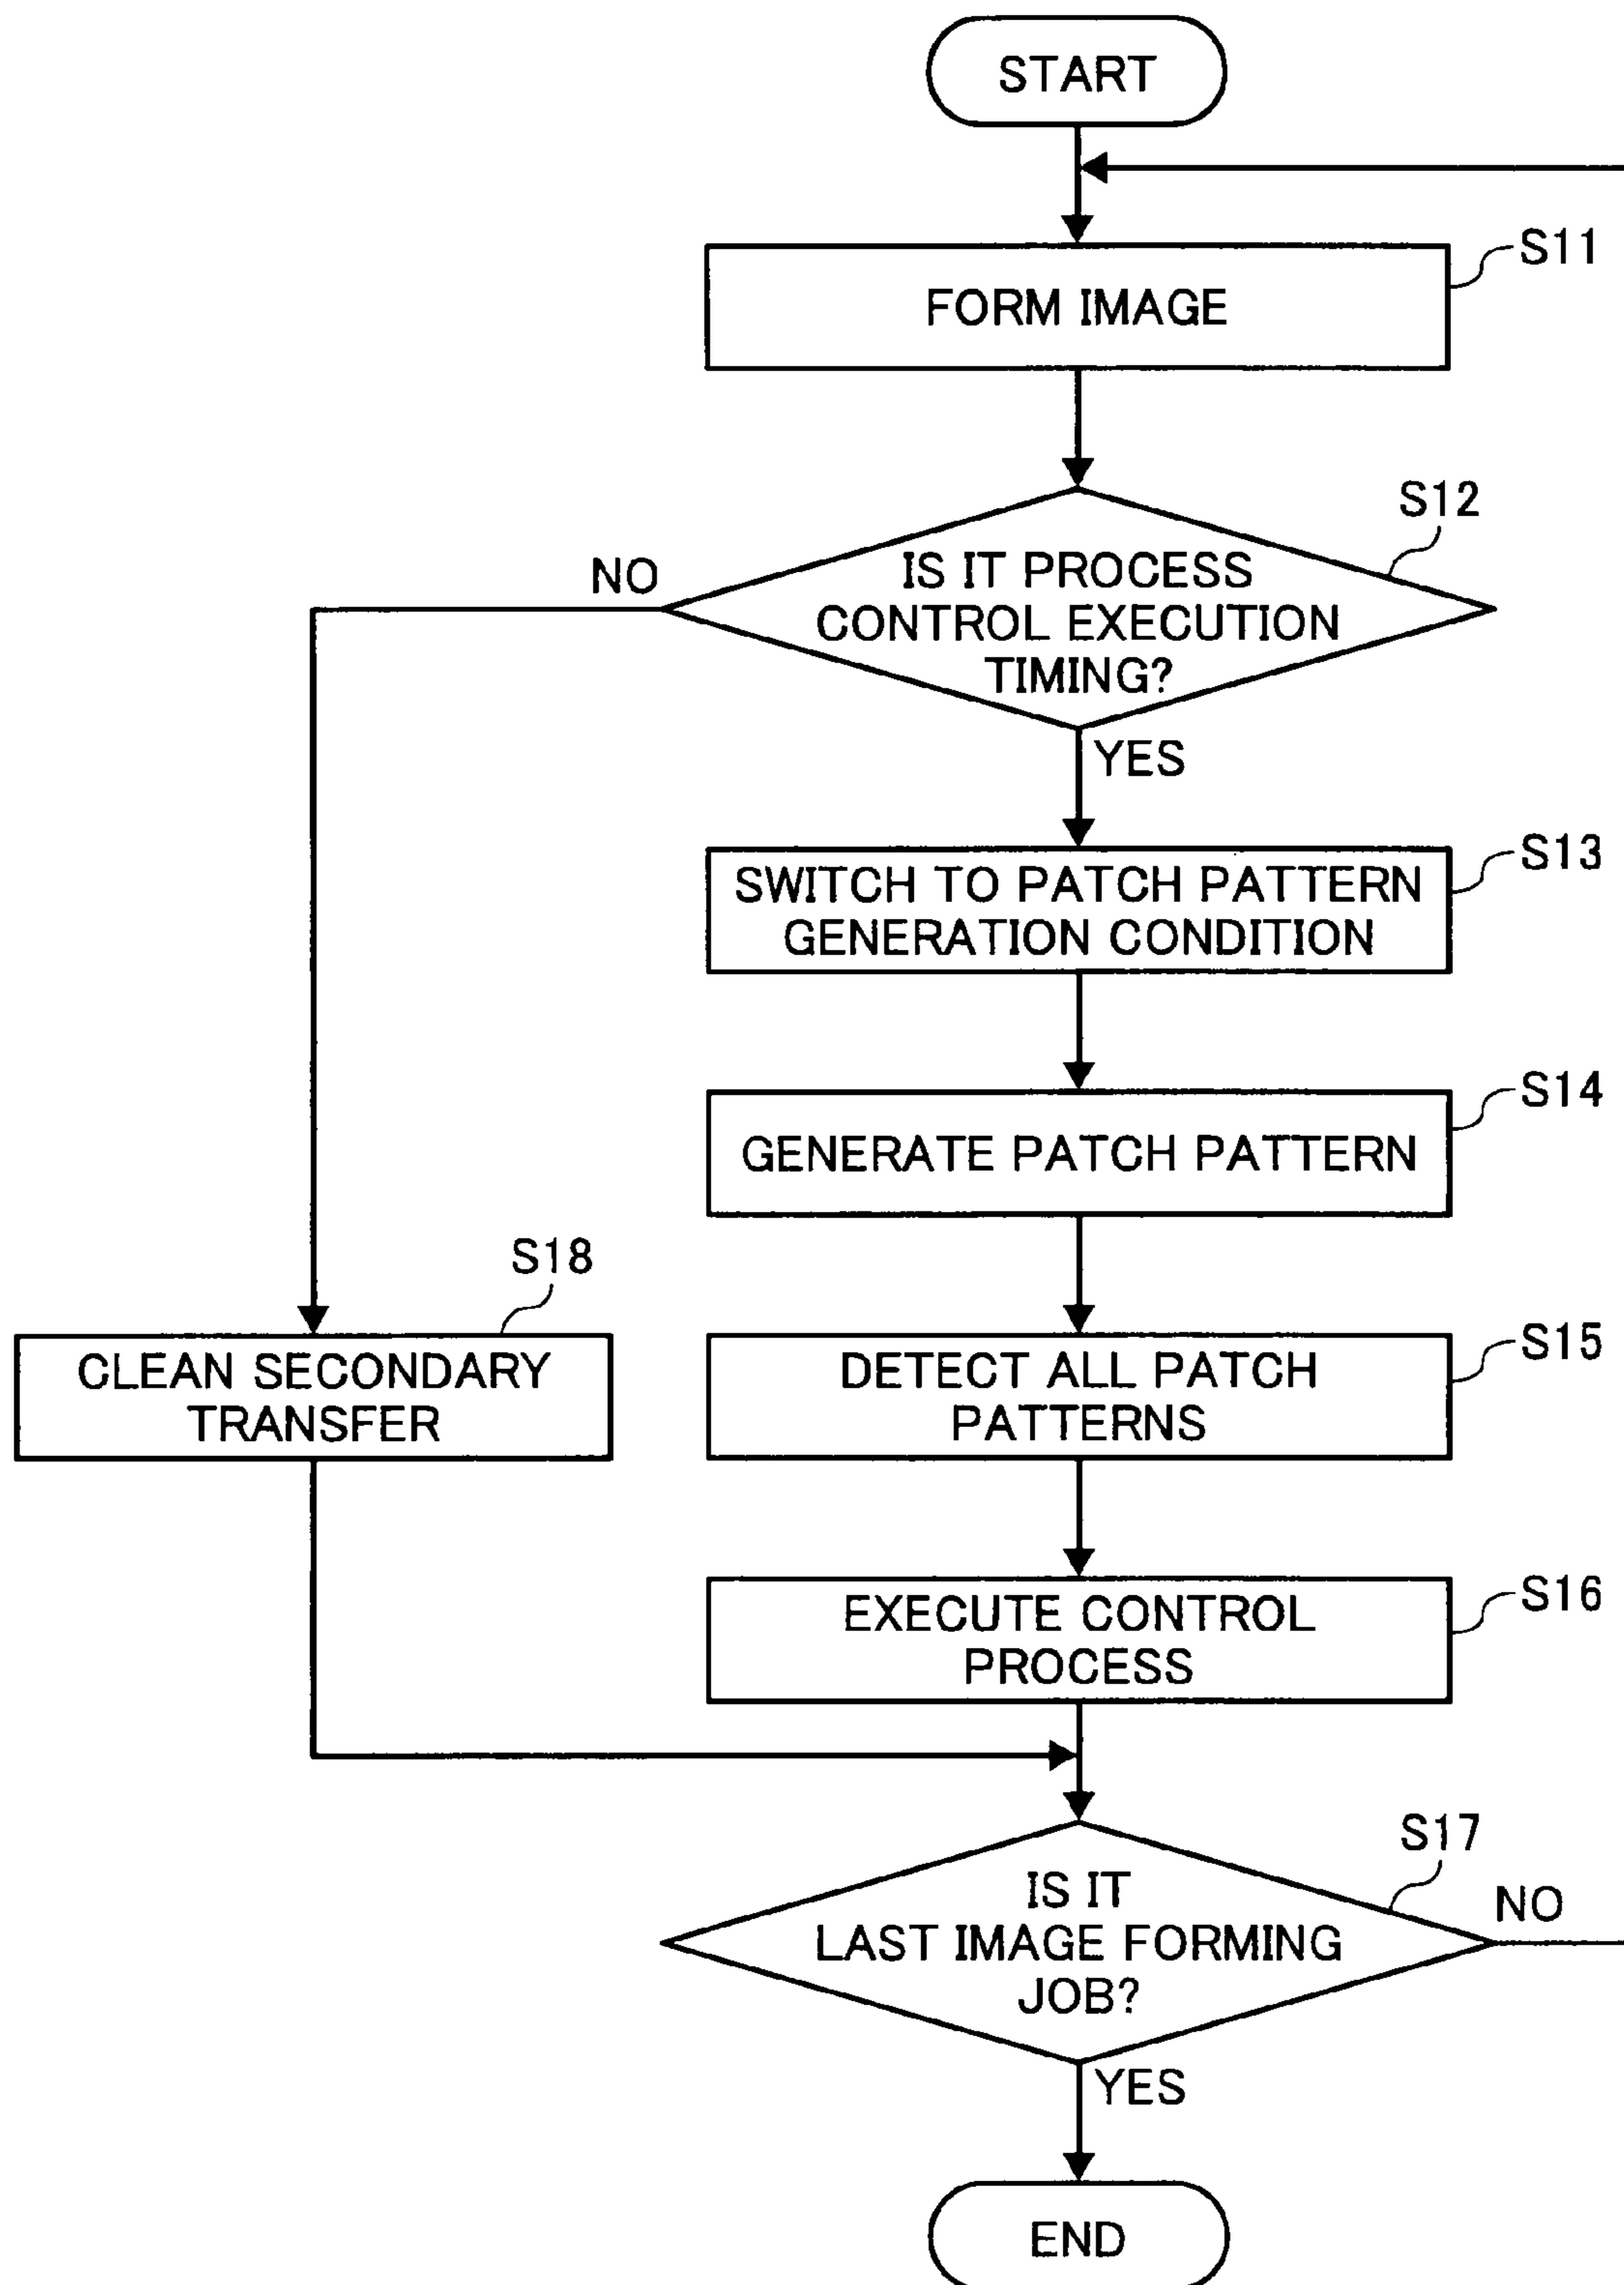 START
S11
FORM IMAGE
S12
NO
IS IT PROCESS
CONTROL EXECUTION
TIMING?
YES
S13
SWITCH TO PATCH PATTERN
GENERATION CONDITION
S14
GENERATE PATCH PATTERN
S18
CLEAN SECONDARY
TRANSFER
S15
DETECT ALL PATCH
PATTERNS
S16
EXECUTE CONTROL
PROCESS
S17
IS IT
LAST IMAGE FORMING
JOB?
NO
YES
END